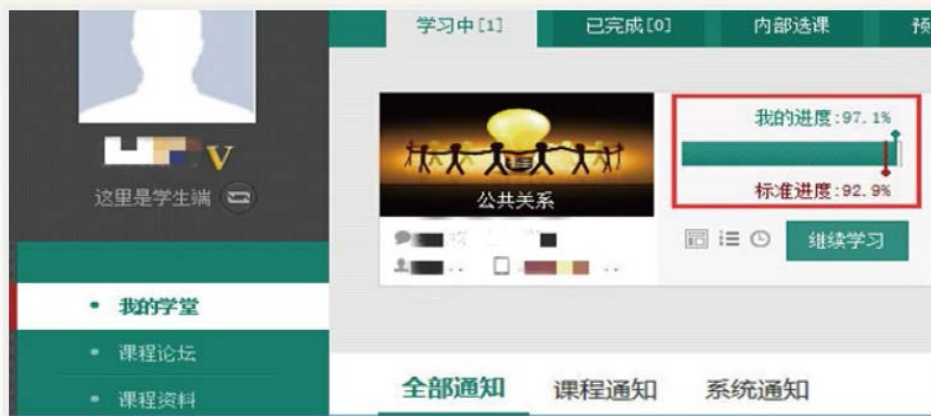 学习中[1]
已完成[0]
内部选课
预
V
这里是学生端
公共关系
我的进度:97.1%
标准进度:92.9%
继续学习
我的学堂
课程论坛
课程资料
全部通知
课程通知
系统通知